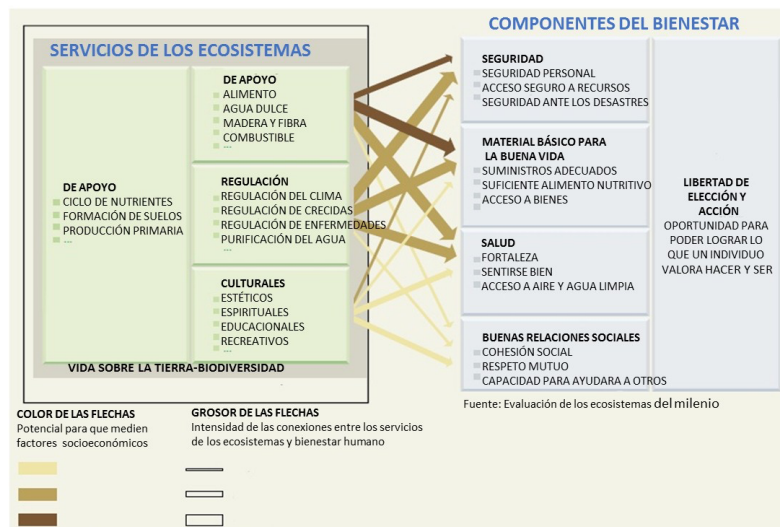 SERVICIOS DE LOS ECOSISTEMAS
DE APOYO
CICLO DE NUTRIENTES
FORMACIÓN DE SUELOS
PRODUCCIÓN PRIMARIA
...
DE APOYO
ALIMENTO
AGUA DULCE
MADERA Y FIBRA
COMBUSTIBLE
...
REGULACIÓN
REGULACIÓN DEL CLIMA
REGULACIÓN DE CRECIDAS
REGULACIÓN DE ENFERMEDADES
PURIFICACIÓN DEL AGUA
...
CULTURALES
ESTÉTICOS
ESPIRITUALES
EDUCACIONALES
RECREATIVOS
...
VIDA SOBRE LA TIERRA-BIODIVERSIDAD
COMPONENTES DEL BIENESTAR
SEGURIDAD
SEGURIDAD PERSONAL
ACCESO SEGURO A RECURSOS
SEGURIDAD ANTE LOS DESASTRES
MATERIAL BÁSICO PARA
LA BUENA VIDA
SUMINISTROS ADECUADOS
SUFICIENTE ALIMENTO NUTRITIVO
ACCESO A BIENES
SALUD
FORTALEZA
SENTIRSE BIEN
ACCESO A AIRE Y AGUA LIMPIA
BUENAS RELACIONES SOCIALES
COHESIÓN SOCIAL
RESPETO MUTUO
CAPACIDAD PARA AYUDARA A OTROS
LIBERTAD DE
ELECCIÓN Y
ACCIÓN
OPORTUNIDAD PARA
PODER LOGRAR LO
QUE UN INDIVIDUO
VALORA HACER Y SER
Fuente: Evaluación de los ecosistemas del milenio
COLOR DE LAS FLECHAS
Potencial para que medien
factores socioeconómicos
GROSOR DE LAS FLECHAS
Intensidad de las conexiones entre los servicios
de los ecosistemas y bienestar humano